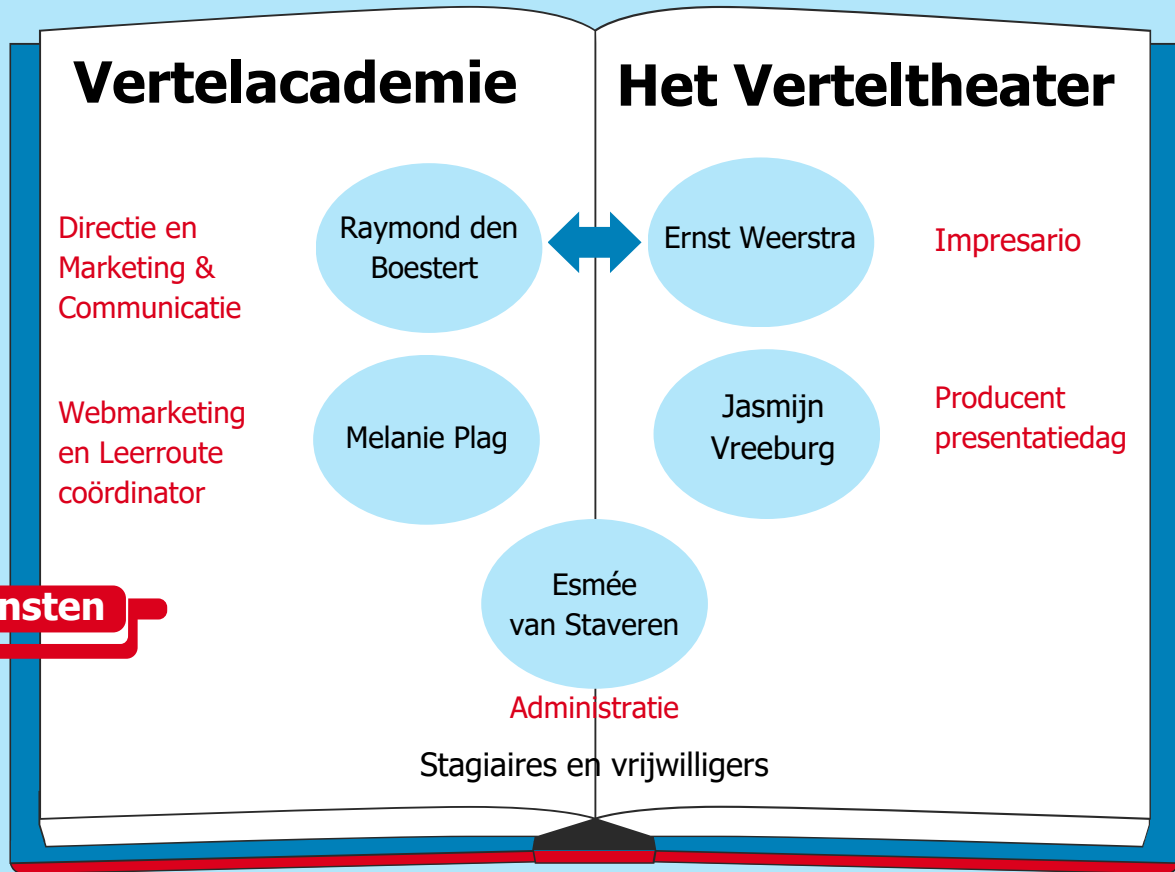 Vertelacademie
Het Verteltheater
Directie en
Marketing &
Communicatie
Raymond den
Boestert
Ernst Weerstra
Impresario
Webmarketing
en Leerroute
coördinator
Melanie Plag
Jasmijn
Vreeburg
Producent
presentatiedag
nsten
Esmée
van Staveren
Administratie
Stagiaires en vrijwilligers